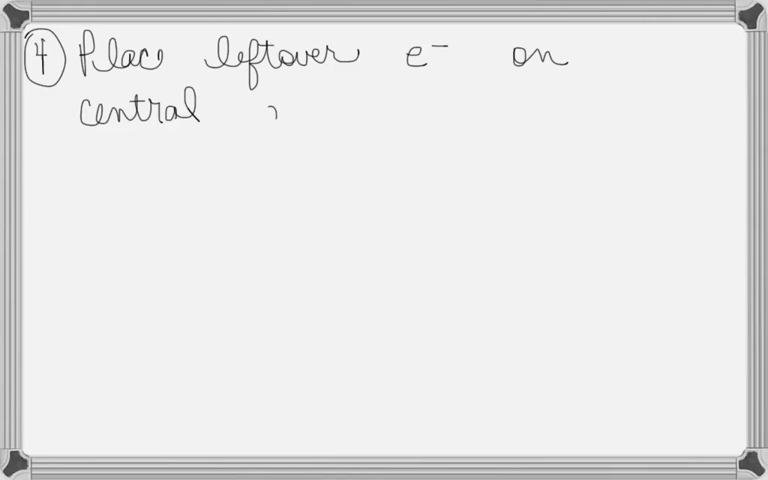 ④ Place leftover e⁻ on
central